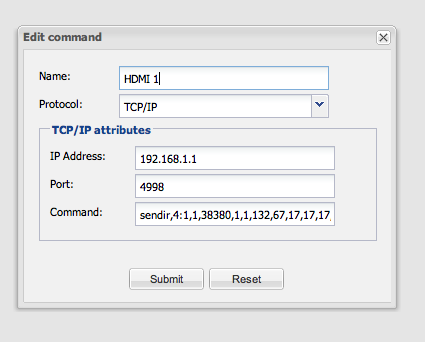 Edit command
Name: HDMI 1
Protocol: TCP/IP
TCP/IP attributes
IP Address: 192.168.1.1
Port: 4998
Command: sendir,4:1,1,38380,1,1,132,67,17,17,17,
Submit Reset